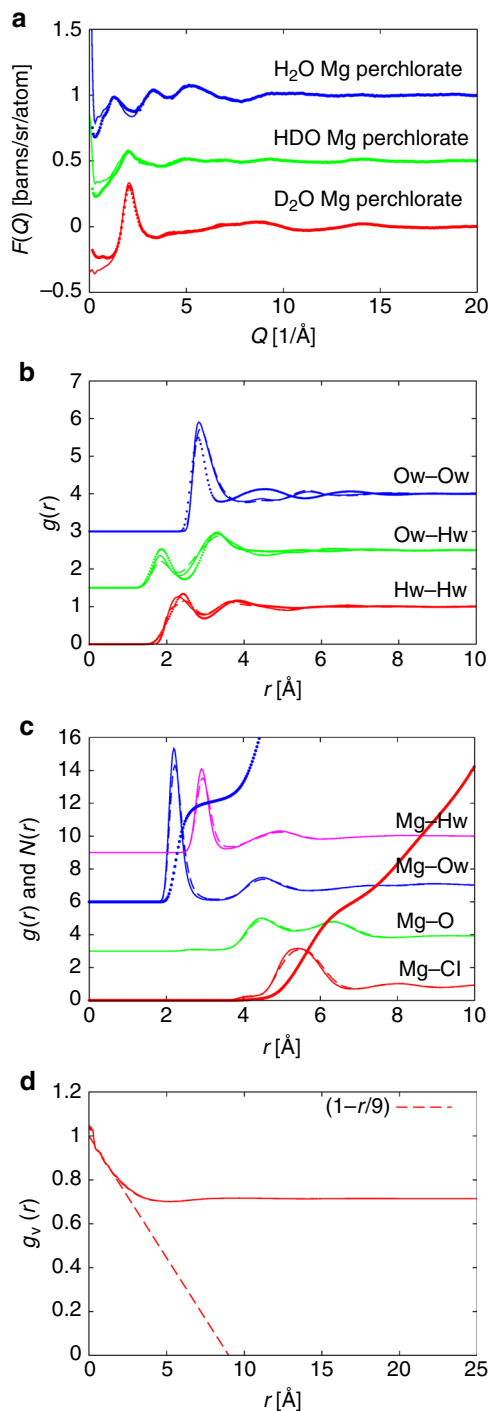 a
1.5
1
0.5
0
−0.5
F(Q) [barns/sr/atom]
H2O Mg perchlorate
HDO Mg perchlorate
D2O Mg perchlorate
0 5 10 15 20
Q [1/Å]
b
7
6
5
4
3
2
1
0
g(r)
Ow–Ow
Ow–Hw
Hw–Hw
0 2 4 6 8 10
r [Å]
c
16
14
12
10
8
6
4
2
0
g(r) and N(r)
Mg–Hw
Mg–Ow
Mg–O
Mg–Cl
0 2 4 6 8 10
r [Å]
d
1.2
1
0.8
0.6
0.4
0.2
0
gv (r)
(1–r/9)
0 5 10 15 20 25
r [Å]